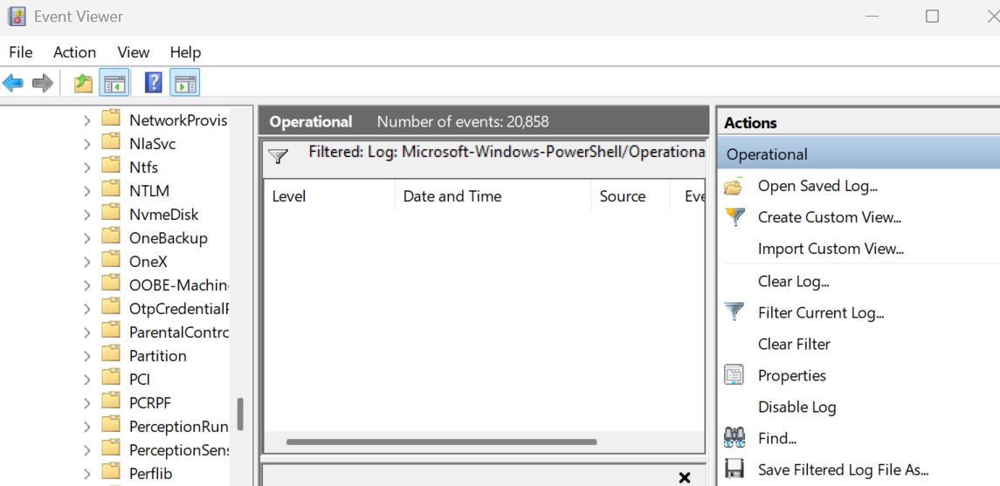 Event Viewer
File Action View Help
NetworkProvis
NlaSvc
Ntfs
NTLM
NvmeDisk
OneBackup
OneX
OOBE-Machin
OtpCredentialF
ParentalContro
Partition
PCI
PCRPF
PerceptionRun
PerceptionSens
Perflib
Operational Number of events: 20,858
Filtered: Log: Microsoft-Windows-PowerShell/Operationa
Level Date and Time Source Eve
Actions
Operational
Open Saved Log...
Create Custom View...
Import Custom View...
Clear Log...
Filter Current Log...
Clear Filter
Properties
Disable Log
Find...
Save Filtered Log File As...